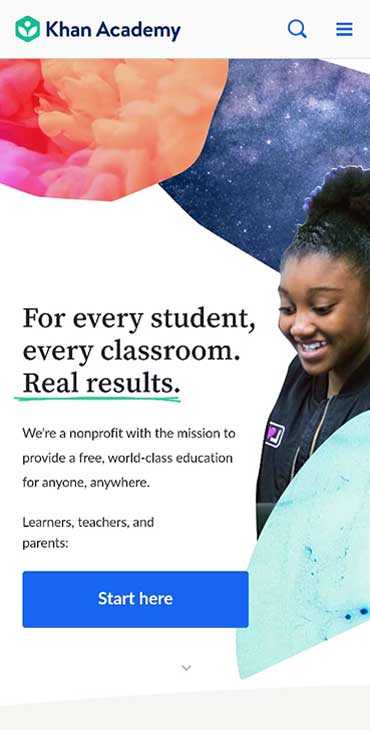 Khan Academy
For every student,
every classroom.
Real results.
We're a nonprofit with the mission to
provide a free, world-class education
for anyone, anywhere.
Learners, teachers, and
parents:
Start here